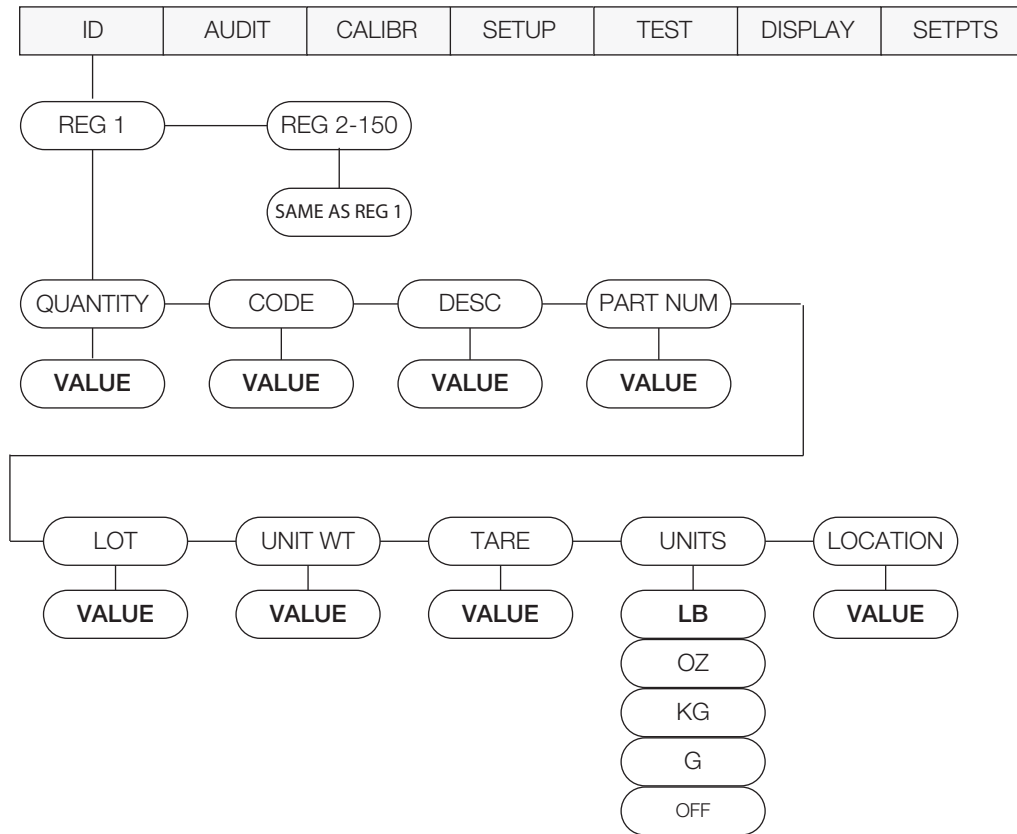 ID AUDIT CALIBR SETUP TEST DISPLAY SETPTS
REG 1 REG 2-150
SAME AS REG 1
QUANTITY CODE DESC PART NUM
VALUE VALUE VALUE VALUE
LOT UNIT WT TARE UNITS LOCATION
VALUE VALUE VALUE LB VALUE
OZ
KG
G
OFF